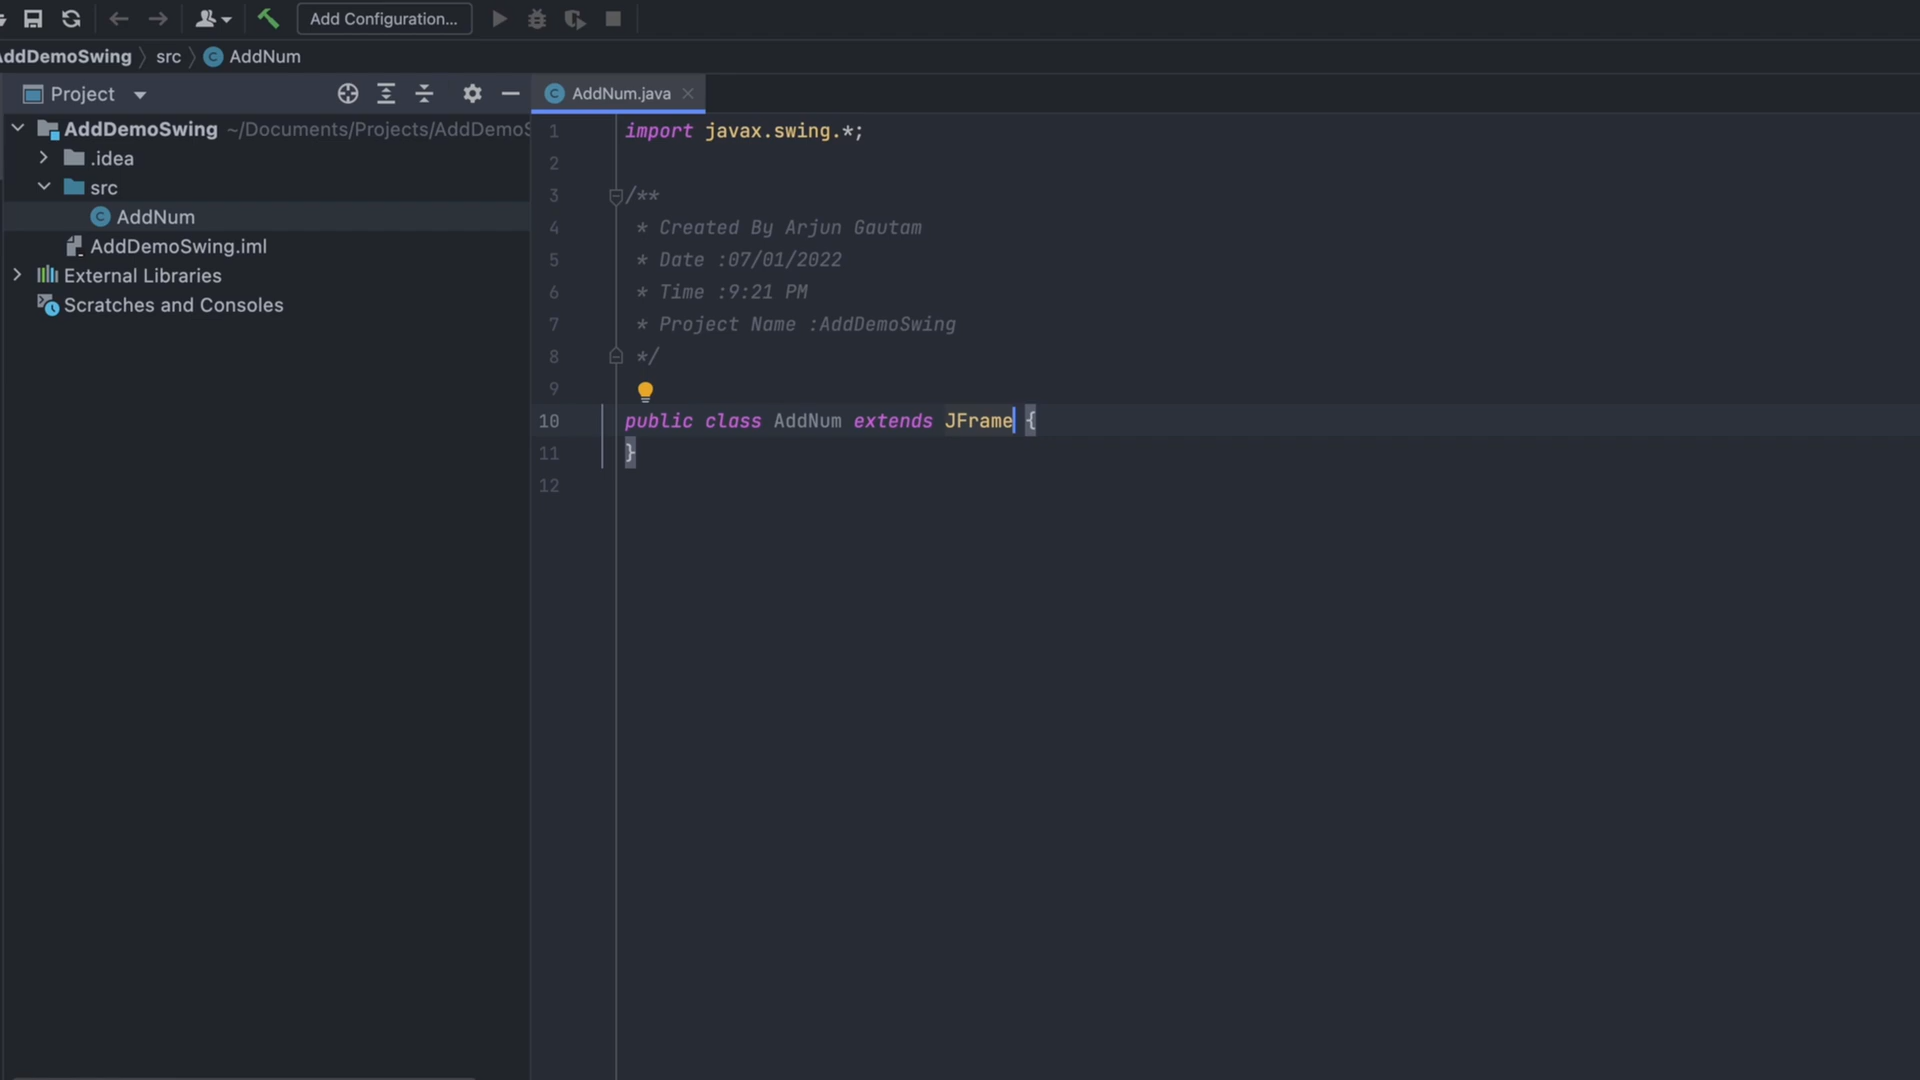 Add Configuration...
AddDemoSwing src AddNum
Project
AddNum.java
AddDemoSwing ~/Documents/Projects/AddDemoS
.idea
src
AddNum
AddDemoSwing.iml
External Libraries
Scratches and Consoles
1 import javax.swing.*;
2
3 /**
4 * Created By Arjun Gautam
5 * Date :07/01/2022
6 * Time :9:21 PM
7 * Project Name :AddDemoSwing
8 */
9
10 public class AddNum extends JFrame {
11 }
12